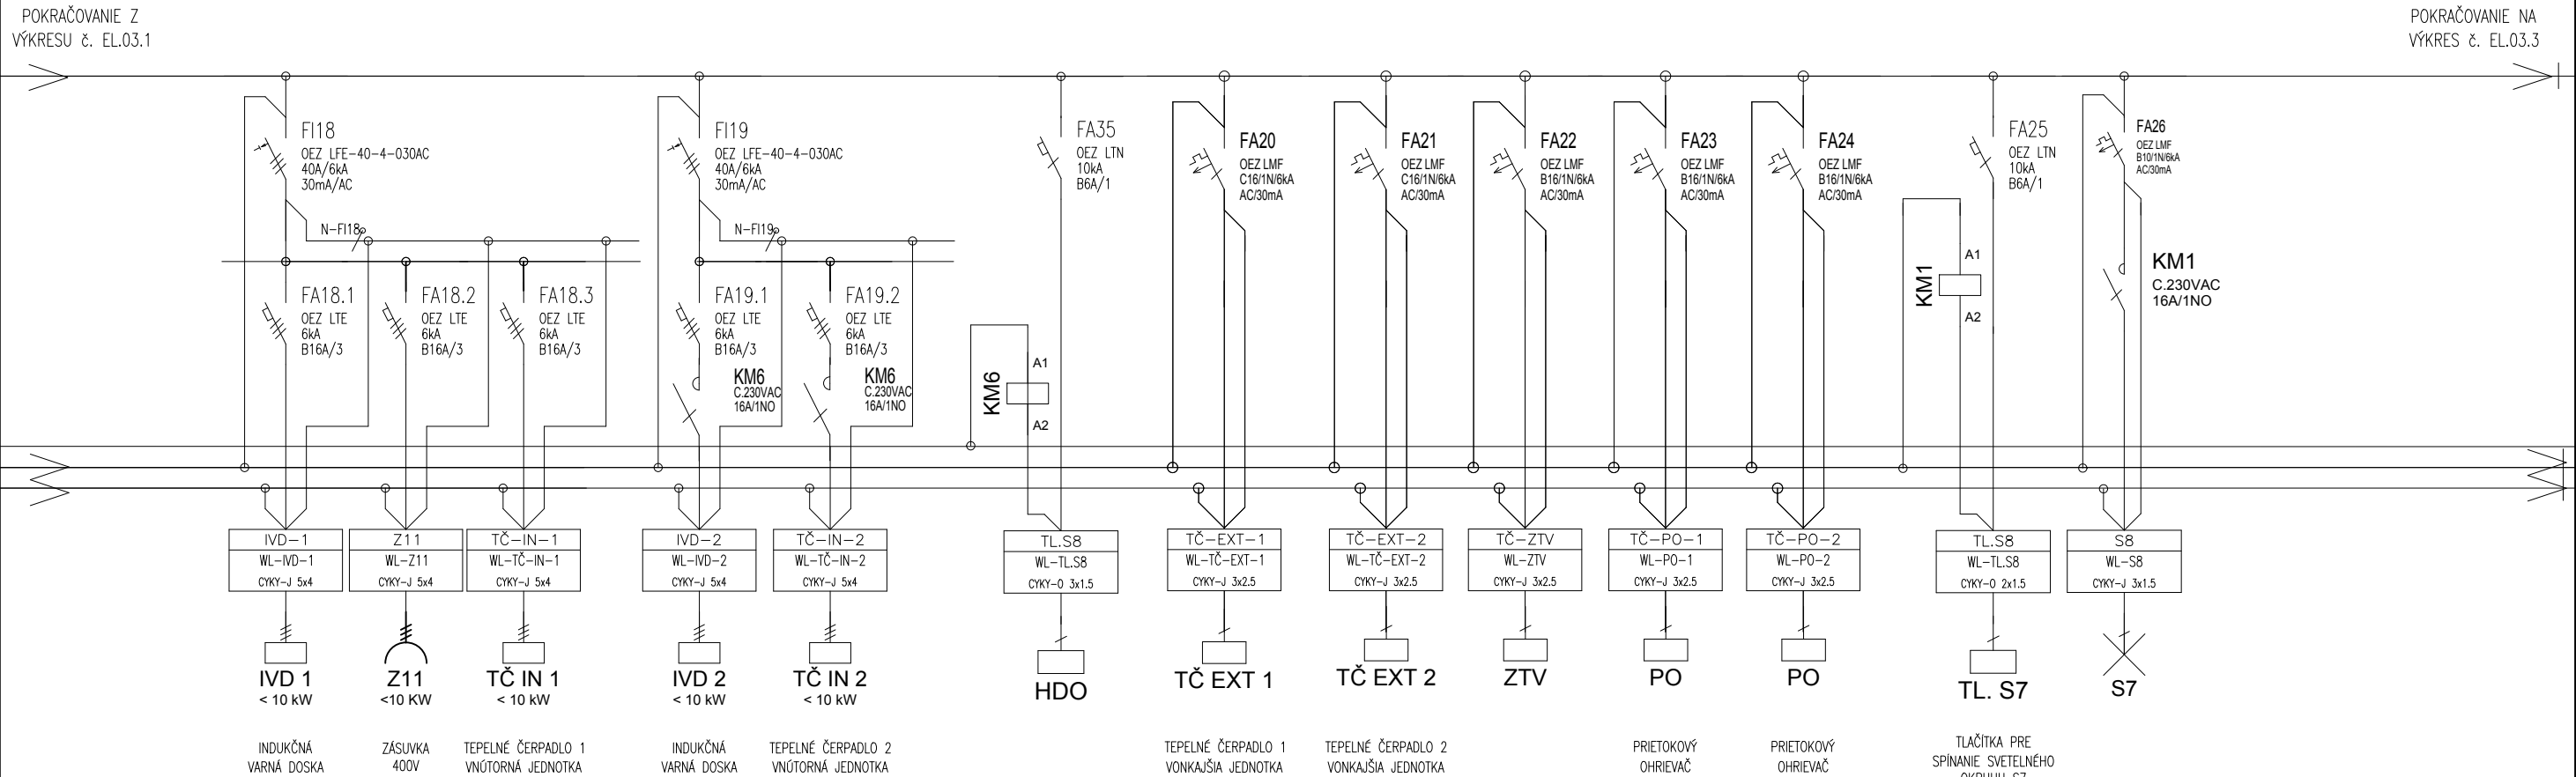 POKRAČOVANIE Z
VÝKRESU č. EL.03.1
POKRAČOVANIE NA
VÝKRES č. EL.03.3
FI18
OEZ LFE-40-4-030AC
40A/6kA
30mA/AC
N-FI18
FI19
OEZ LFE-40-4-030AC
40A/6kA
30mA/AC
N-FI19
FA35
OEZ LTN
10kA
B6A/1
FA20
OEZ LMF
C16/1N/6kA
AC/30mA
FA21
OEZ LMF
C16/1N/6kA
AC/30mA
FA22
OEZ LMF
B16/1N/6kA
AC/30mA
FA23
OEZ LMF
B16/1N/6kA
AC/30mA
FA24
OEZ LMF
B16/1N/6kA
AC/30mA
FA25
OEZ LTN
10kA
B6A/1
FA26
OEZ LMF
B10/1N/6kA
AC/30mA
FA18.1
OEZ LTE
6kA
B16A/3
FA18.2
OEZ LTE
6kA
B16A/3
FA18.3
OEZ LTE
6kA
B16A/3
FA19.1
OEZ LTE
6kA
B16A/3
FA19.2
OEZ LTE
6kA
B16A/3
KM6
C.230VAC
16A/1NO
KM6
C.230VAC
16A/1NO
KM6
A1
A2
KM1
A1
A2
KM1
C.230VAC
16A/1NO
IVD-1
WL-IVD-1
CYKY-J 5x4
Z11
WL-Z11
CYKY-J 5x4
TČ-IN-1
WL-TČ-IN-1
CYKY-J 5x4
IVD-2
WL-IVD-2
CYKY-J 5x4
TČ-IN-2
WL-TČ-IN-2
CYKY-J 5x4
TL.S8
WL-TL.S8
CYKY-O 3x1.5
TČ-EXT-1
WL-TČ-EXT-1
CYKY-J 3x2.5
TČ-EXT-2
WL-TČ-EXT-2
CYKY-J 3x2.5
TČ-ZTV
WL-ZTV
CYKY-J 3x2.5
TČ-PO-1
WL-PO-1
CYKY-J 3x2.5
TČ-PO-2
WL-PO-2
CYKY-J 3x2.5
TL.S8
WL-TL.S8
CYKY-O 2x1.5
S8
WL-S8
CYKY-J 3x1.5
IVD 1
< 10 kW
Z11
<10 KW
TČ IN 1
< 10 kW
IVD 2
< 10 kW
TČ IN 2
< 10 kW
HDO
TČ EXT 1
TČ EXT 2
ZTV
PO
PO
TL. S7
S7
INDUKČNÁ
VARNÁ DOSKA
ZÁSUVKA
400V
TEPELNÉ ČERPADLO 1
VNÚTORNÁ JEDNOTKA
INDUKČNÁ
VARNÁ DOSKA
TEPELNÉ ČERPADLO 2
VNÚTORNÁ JEDNOTKA
TEPELNÉ ČERPADLO 1
VONKAJŠIA JEDNOTKA
TEPELNÉ ČERPADLO 2
VONKAJŠIA JEDNOTKA
PRIETOKOVÝ
OHRIEVAČ
PRIETOKOVÝ
OHRIEVAČ
TLAČÍTKA PRE
SPÍNANIE SVETELNÉHO
OKRUHU S7